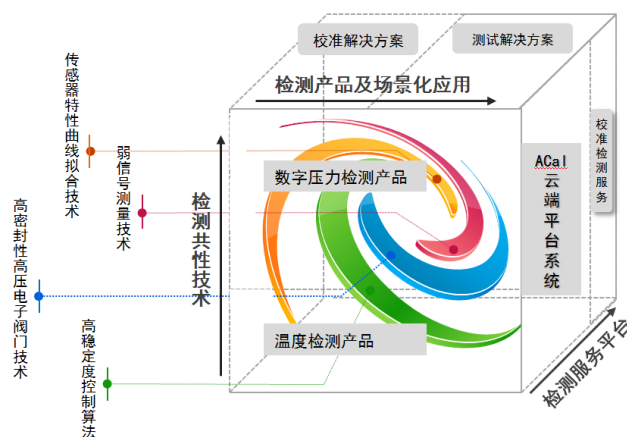 校准解决方案
测试解决方案
检测产品及场景化应用
传感器特性曲线拟合技术
弱信号测量技术
高密封性高压电子阀门技术
高稳定度控制算法
检测共性技术
数字压力检测产品
温度检测产品
ACal
云端平台系统
校准检测服务
检测服务平台